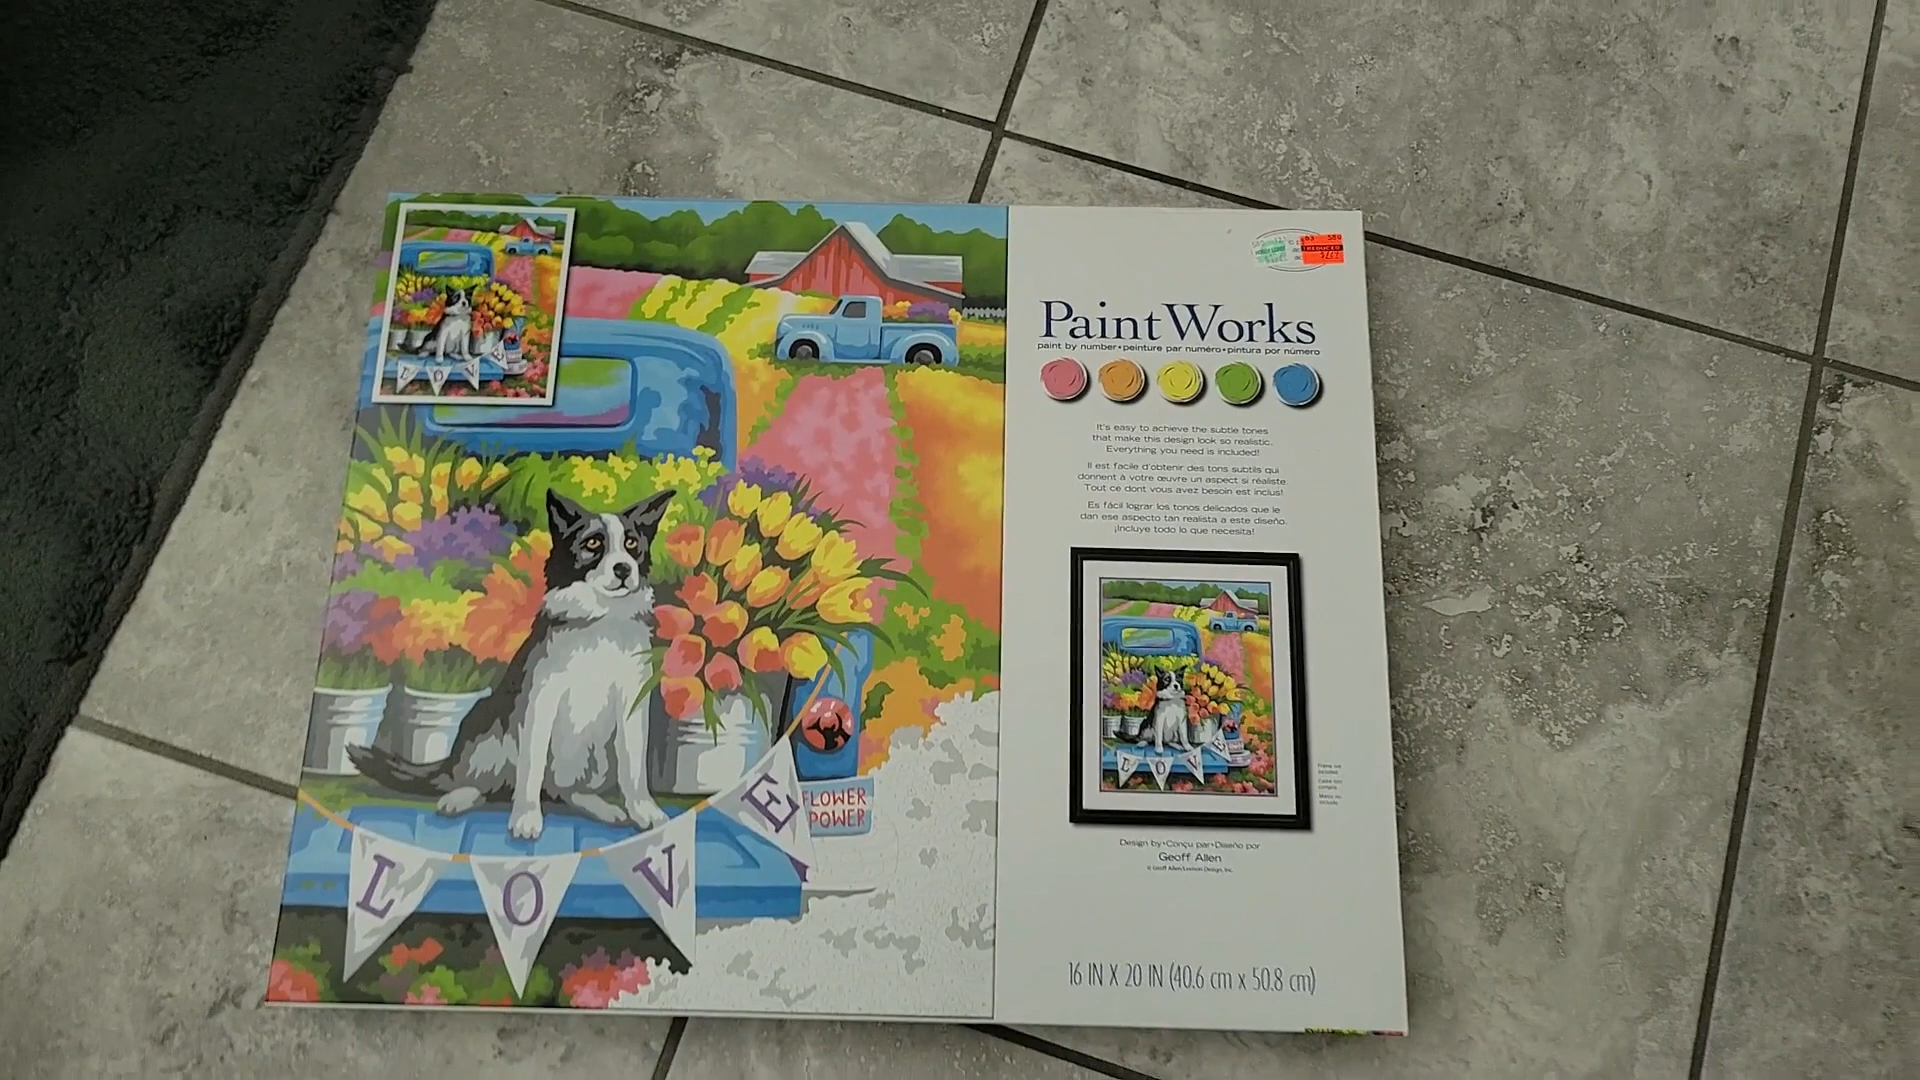 REDUCED
PaintWorks
paint by number • peinture par numéro • pintura por número
It's easy to achieve the subtle tones
that make this design look so realistic.
Everything you need is included!
Il est facile d'obtenir des tons subtils qui
donnent à votre œuvre un aspect si réaliste.
Tout ce dont vous avez besoin est inclus!
Es fácil lograr los tonos delicados que le
dan ese aspecto tan realista a este diseño.
¡Incluye todo lo que necesita!
FLOWER
POWER
L O V E
L O V E
L O V E
Design by • Conçu par • Diseño por
Geoff Allen
16 IN X 20 IN (40.6 cm x 50.8 cm)